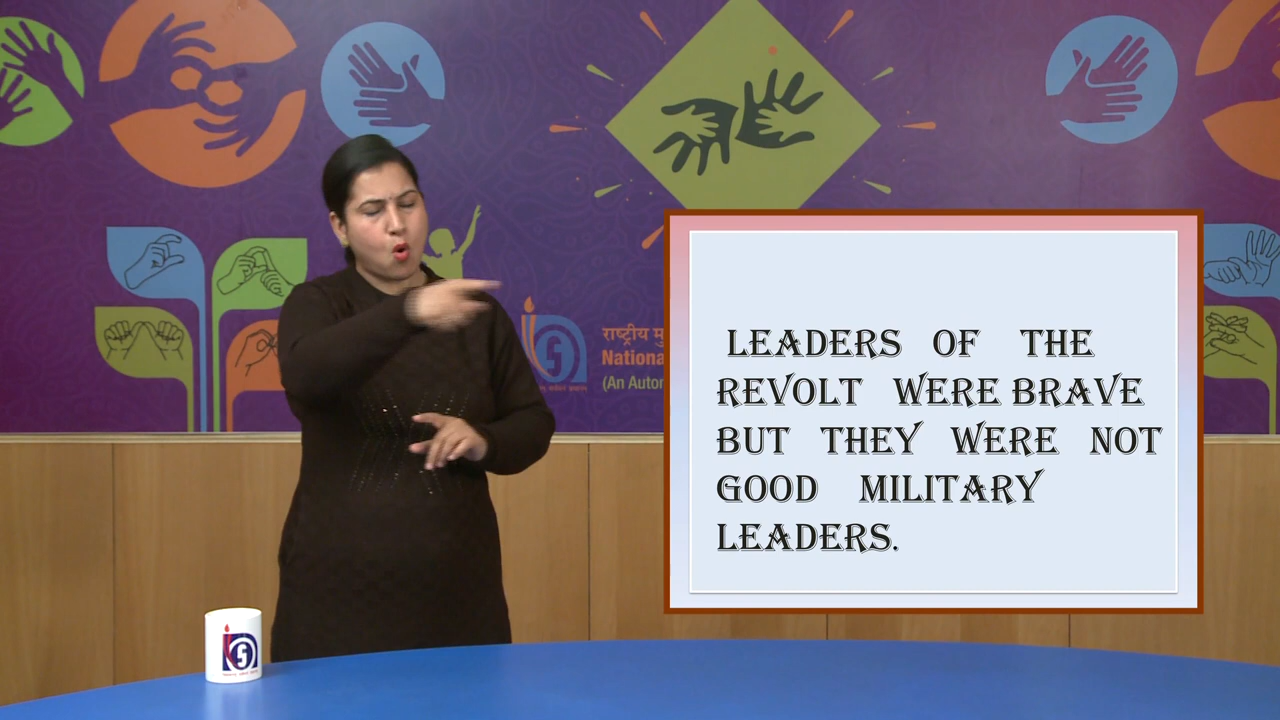 राष्ट्रीय मु
National
(An Autor
LEADERS OF THE
REVOLT WERE BRAVE
BUT THEY WERE NOT
GOOD MILITARY
LEADERS.